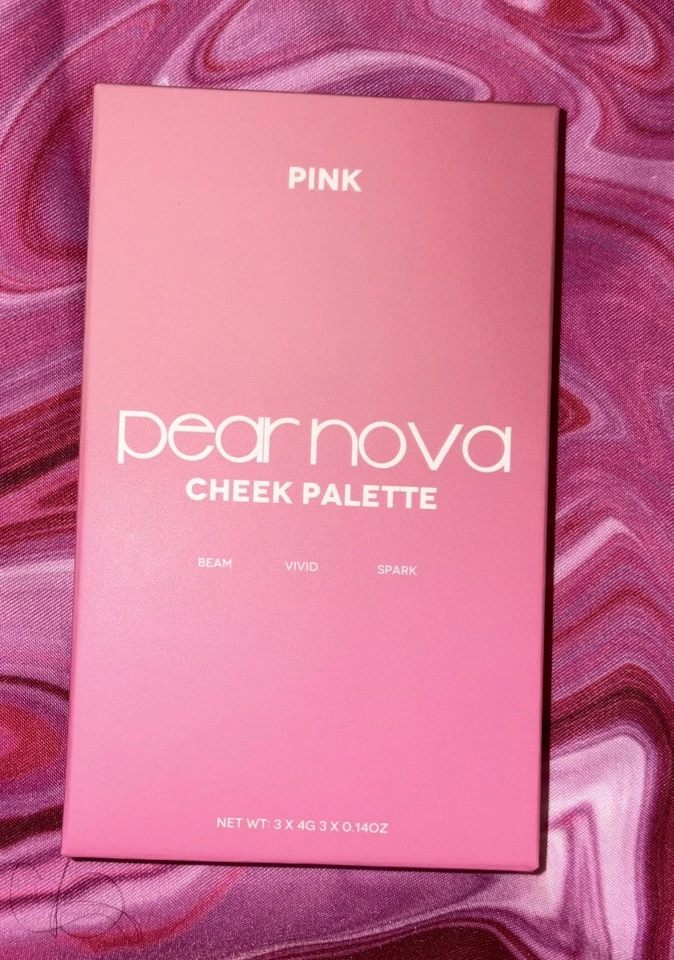 PINK
pear nova
CHEEK PALETTE
BEAM VIVID SPARK
NET WT: 3 X 4G 3 X 0.14OZ